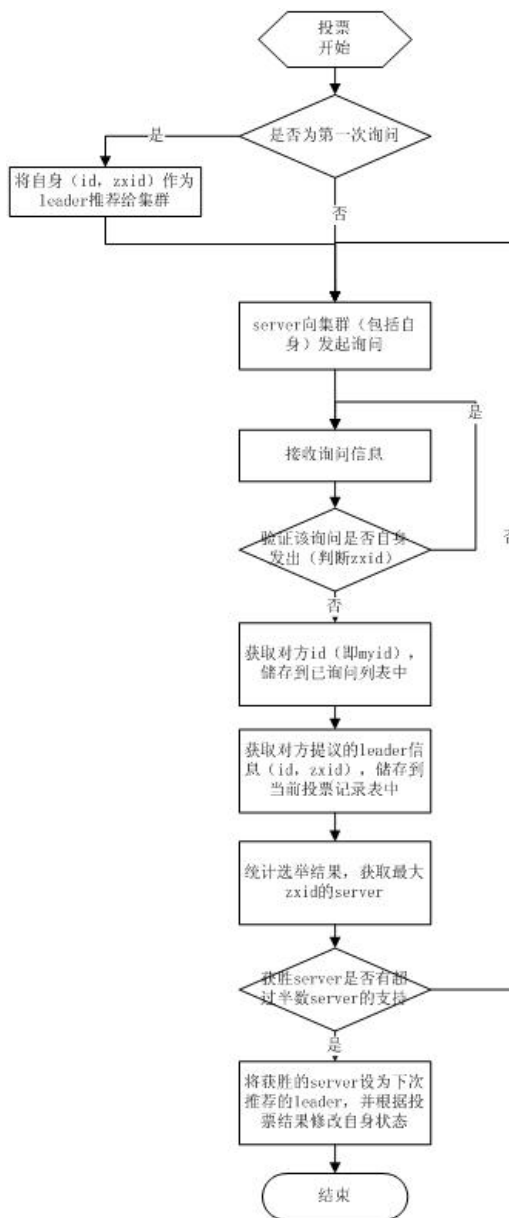 投票
开始
是否为第一次询问
是
将自身（id，zxid）作为
leader推荐给集群
否
server向集群（包括自
身）发起询问
是
接收询问信息
验证该询问是否自身
发出（判断zxid）
否
否
获取对方id（即myid），
储存到已询问列表中
获取对方提议的leader信
息（id，zxid），储存到
当前投票记录表中
统计选举结果，获取最大
zxid的server
获胜server是否有超
过半数server的支持
是
将获胜的server设为下次
推荐的leader，并根据投
票结果修改自身状态
结束